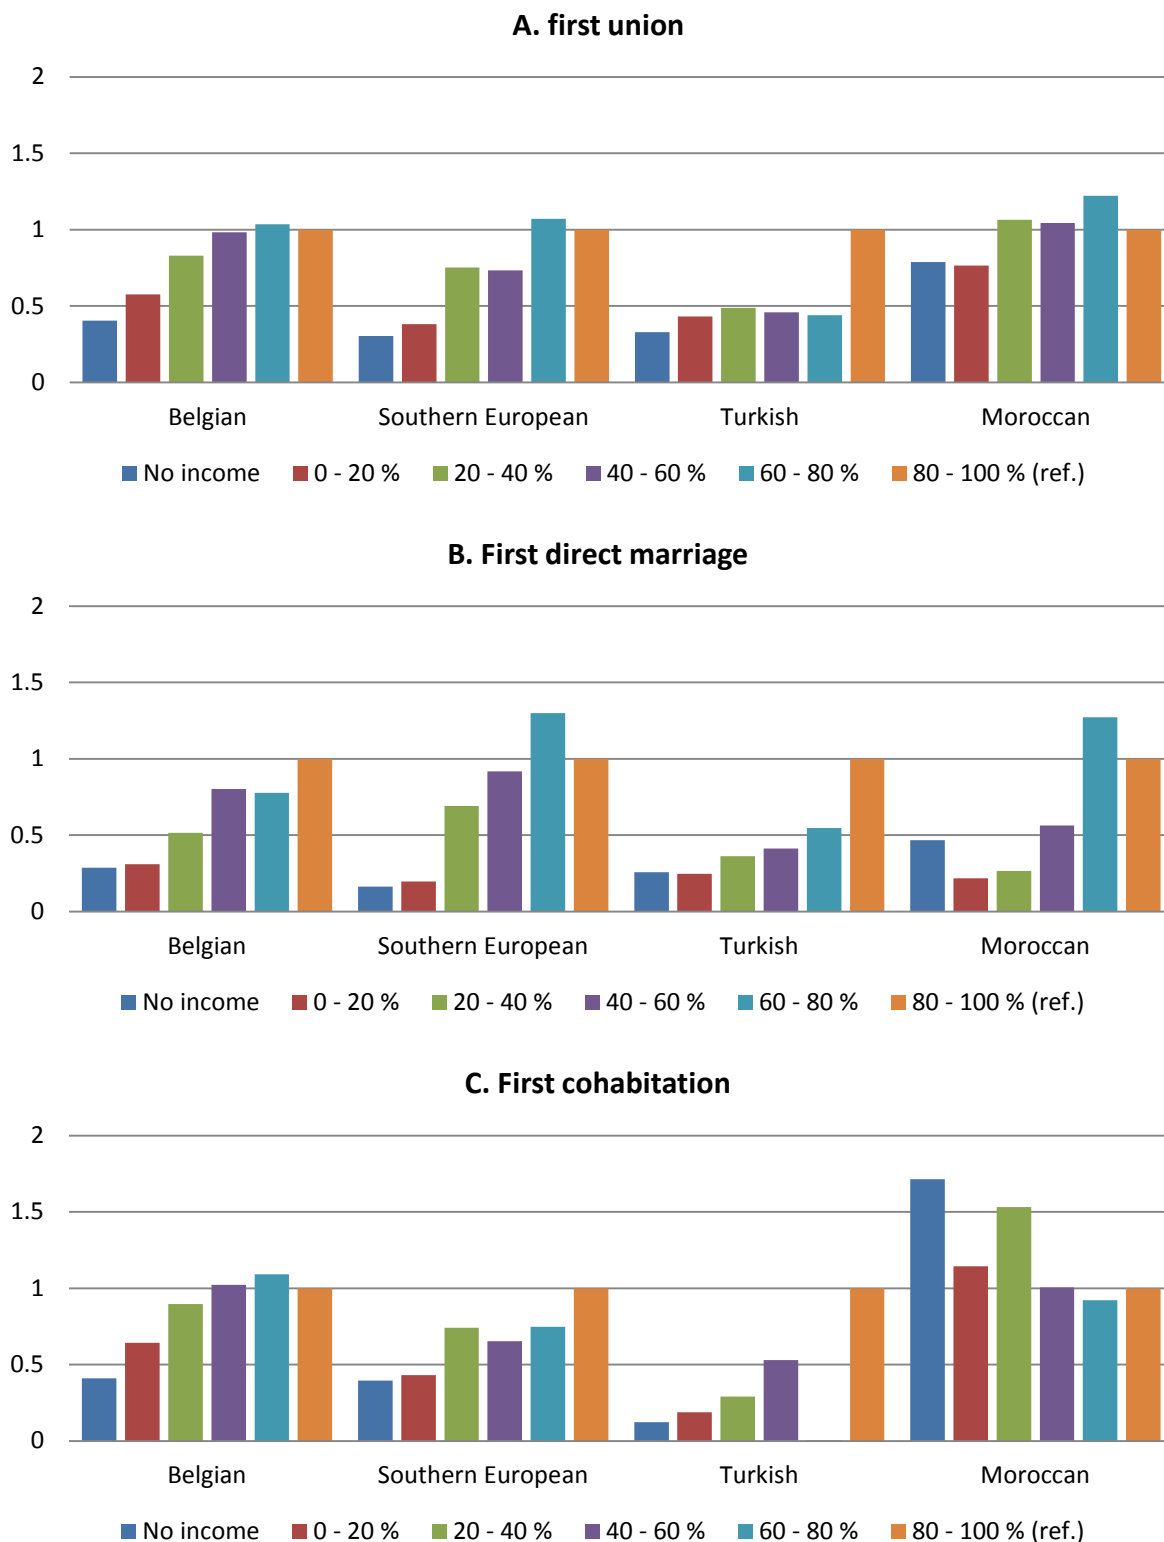 A. first union
2
1.5
1
0.5
0
Belgian Southern European Turkish Moroccan
No income 0 - 20 % 20 - 40 % 40 - 60 % 60 - 80 % 80 - 100 % (ref.)
B. First direct marriage
2
1.5
1
0.5
0
Belgian Southern European Turkish Moroccan
No income 0 - 20 % 20 - 40 % 40 - 60 % 60 - 80 % 80 - 100 % (ref.)
C. First cohabitation
2
1.5
1
0.5
0
Belgian Southern European Turkish Moroccan
No income 0 - 20 % 20 - 40 % 40 - 60 % 60 - 80 % 80 - 100 % (ref.)